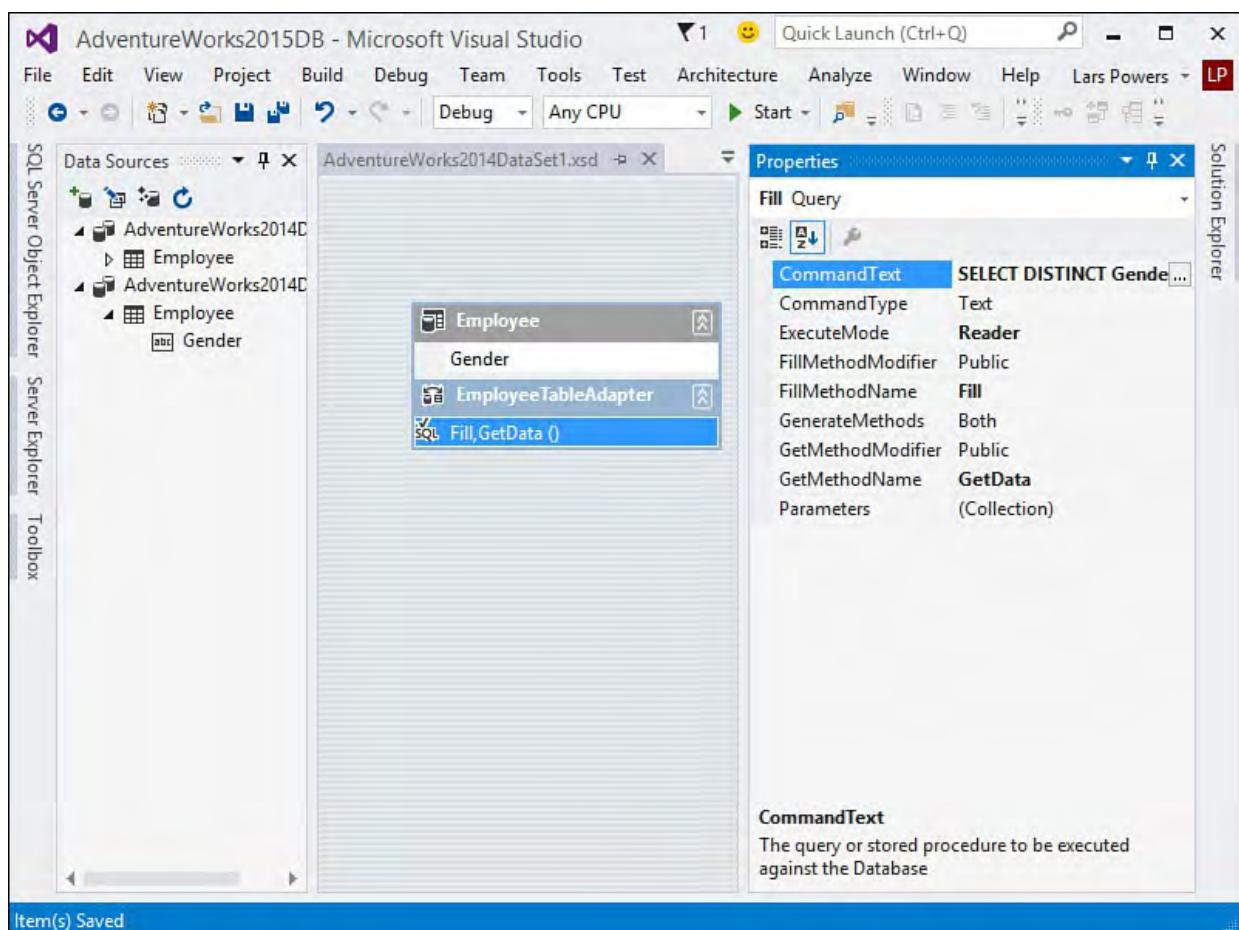 AdventureWorks2015DB - Microsoft Visual Studio
1
Quick Launch (Ctrl+Q)
File Edit View Project Build Debug Team Tools Test Architecture Analyze Window Help Lars Powers LP
Debug Any CPU Start
SQL Server Object Explorer
Server Explorer
Toolbox
Data Sources
AdventureWorks2014D
Employee
AdventureWorks2014D
Employee
abc Gender
AdventureWorks2014DataSet1.xsd
Employee
Gender
EmployeeTableAdapter
SQL Fill,GetData ()
Properties
Fill Query
CommandText SELECT DISTINCT Gende...
CommandType Text
ExecuteMode Reader
FillMethodModifier Public
FillMethodName Fill
GenerateMethods Both
GetMethodModifier Public
GetMethodName GetData
Parameters (Collection)
CommandText
The query or stored procedure to be executed
against the Database
Solution Explorer
Item(s) Saved